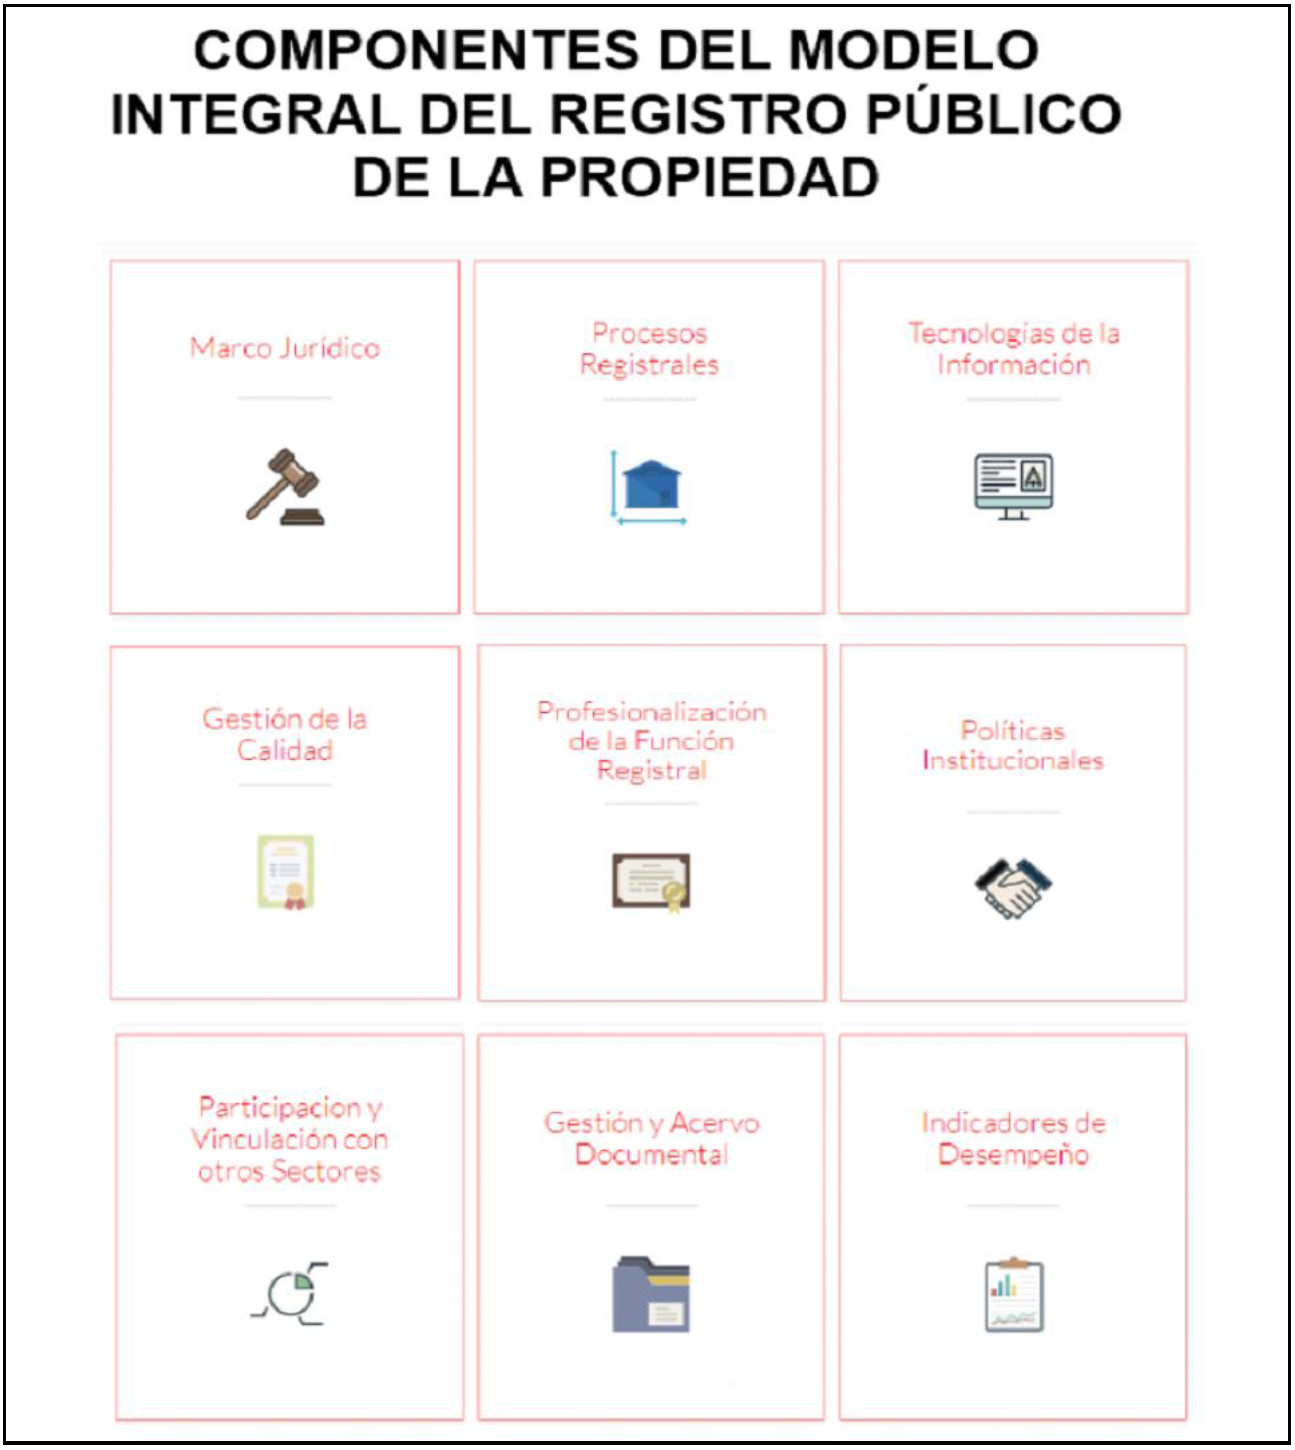 COMPONENTES DEL MODELO
INTEGRAL DEL REGISTRO PÚBLICO
DE LA PROPIEDAD
Marco Jurídico
Procesos
Registrales
Tecnologías de la
Información
Gestión de la
Calidad
Profesionalización
de la Función
Registral
Políticas
Institucionales
Participacion y
Vinculación con
otros Sectores
Gestión y Acervo
Documental
Indicadores de
Desempeño